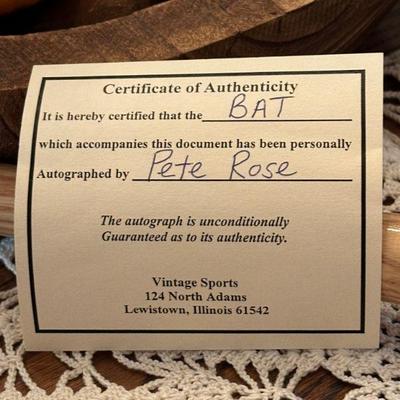 Certificate of Authenticity
It is hereby certified that the BAT
which accompanies this document has been personally
Autographed by Pete Rose
The autograph is unconditionally
Guaranteed as to its authenticity.
Vintage Sports
124 North Adams
Lewistown, Illinois 61542